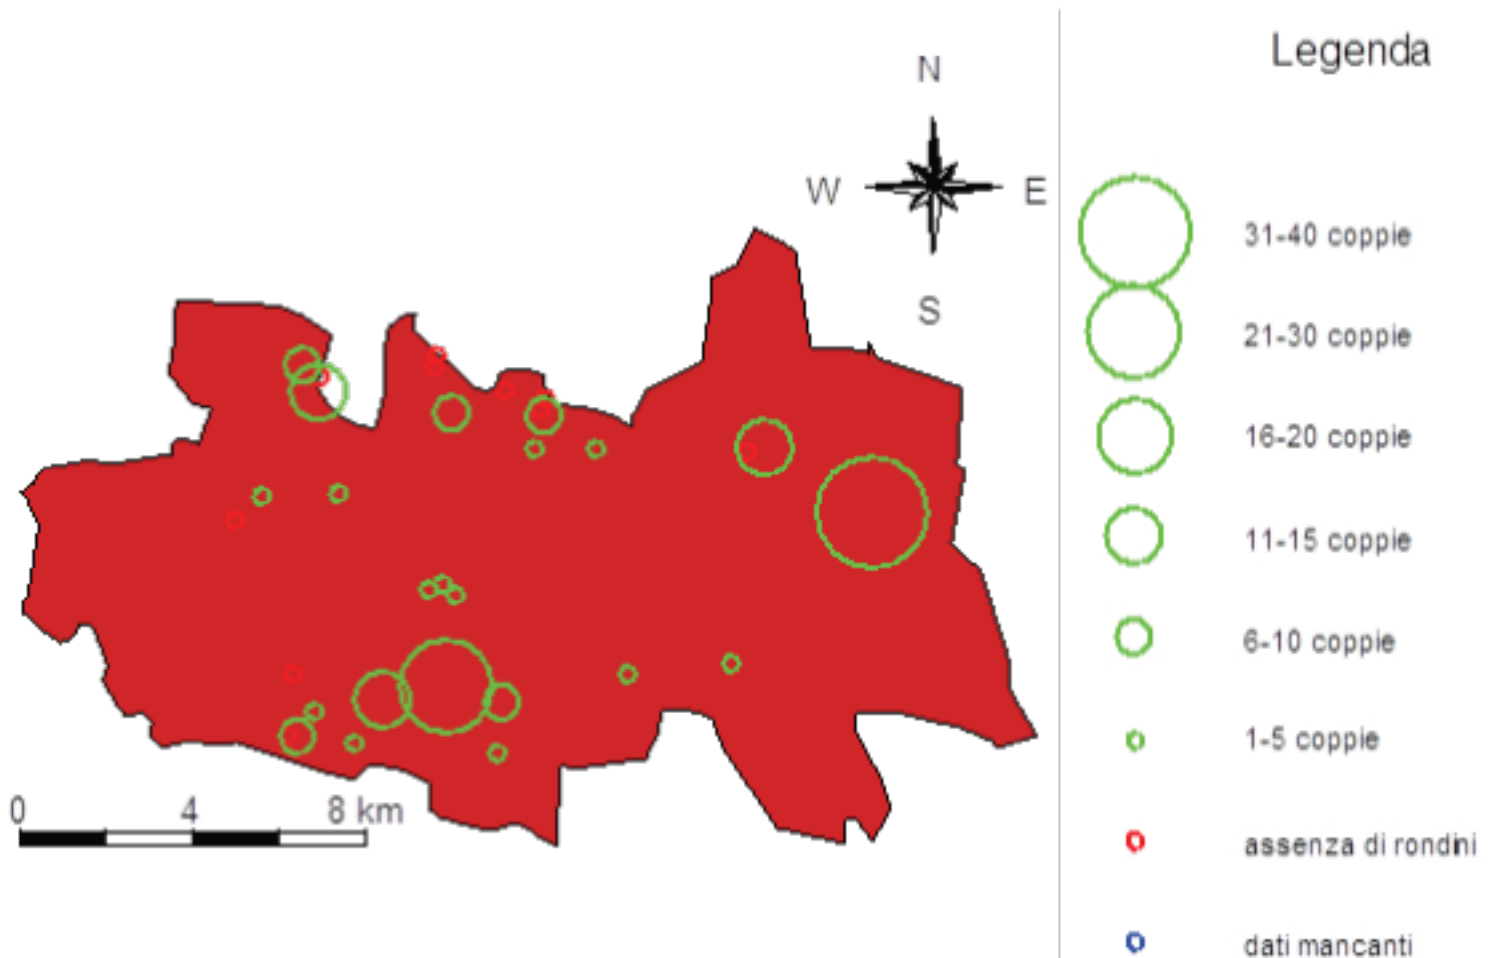 N
W E
S
0 4 8 km
Legenda
31-40 coppie
21-30 coppie
16-20 coppie
11-15 coppie
6-10 coppie
1-5 coppie
assenza di rondini
dati mancanti